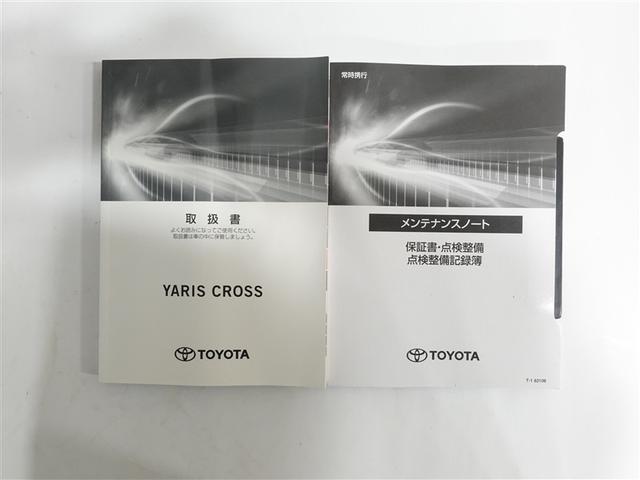 取扱書
よくお読みになってご使用ください。
取扱書は車の中に保管しましょう。
YARIS CROSS
TOYOTA
常時携行
メンテナンスノート
保証書・点検整備
点検整備記録簿
TOYOTA
T-1 63106